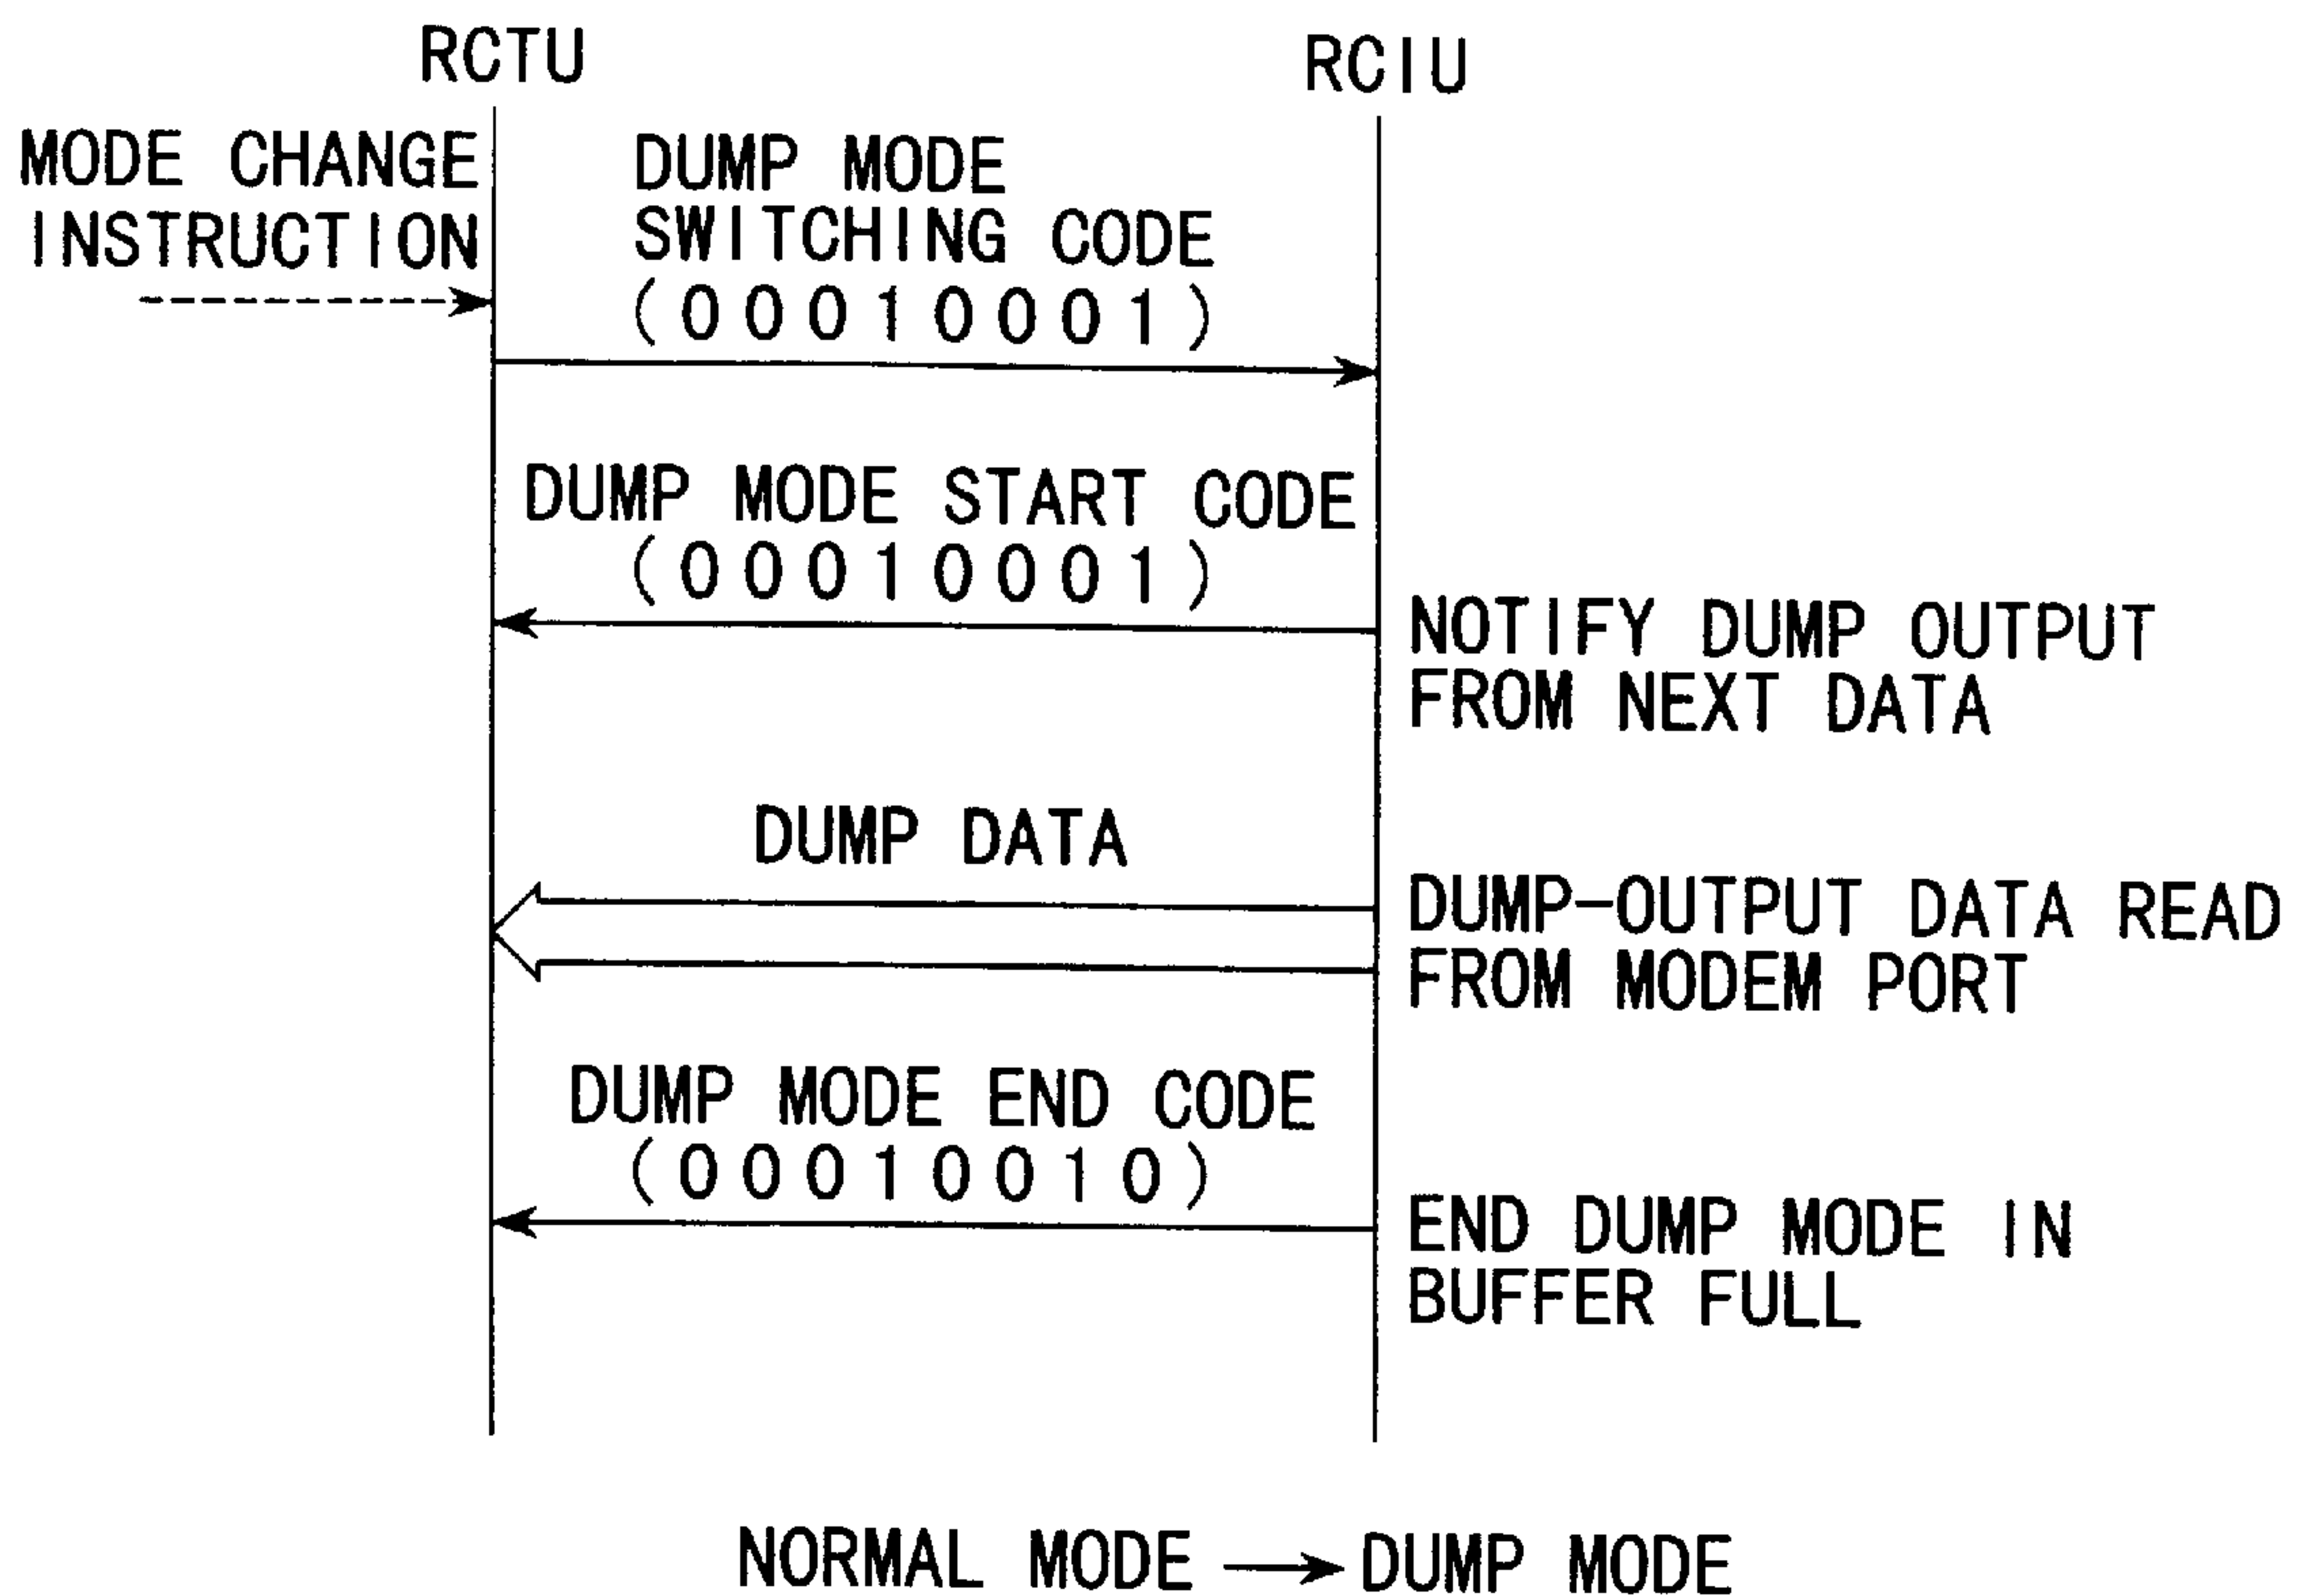 RCTU
RCIU
MODE CHANGE
INSTRUCTION
DUMP MODE
SWITCHING CODE
(00010001)
DUMP MODE START CODE
(00010001)
NOTIFY DUMP OUTPUT
FROM NEXT DATA
DUMP DATA
DUMP-OUTPUT DATA READ
FROM MODEM PORT
DUMP MODE END CODE
(00010010)
END DUMP MODE IN
BUFFER FULL
NORMAL MODE → DUMP MODE